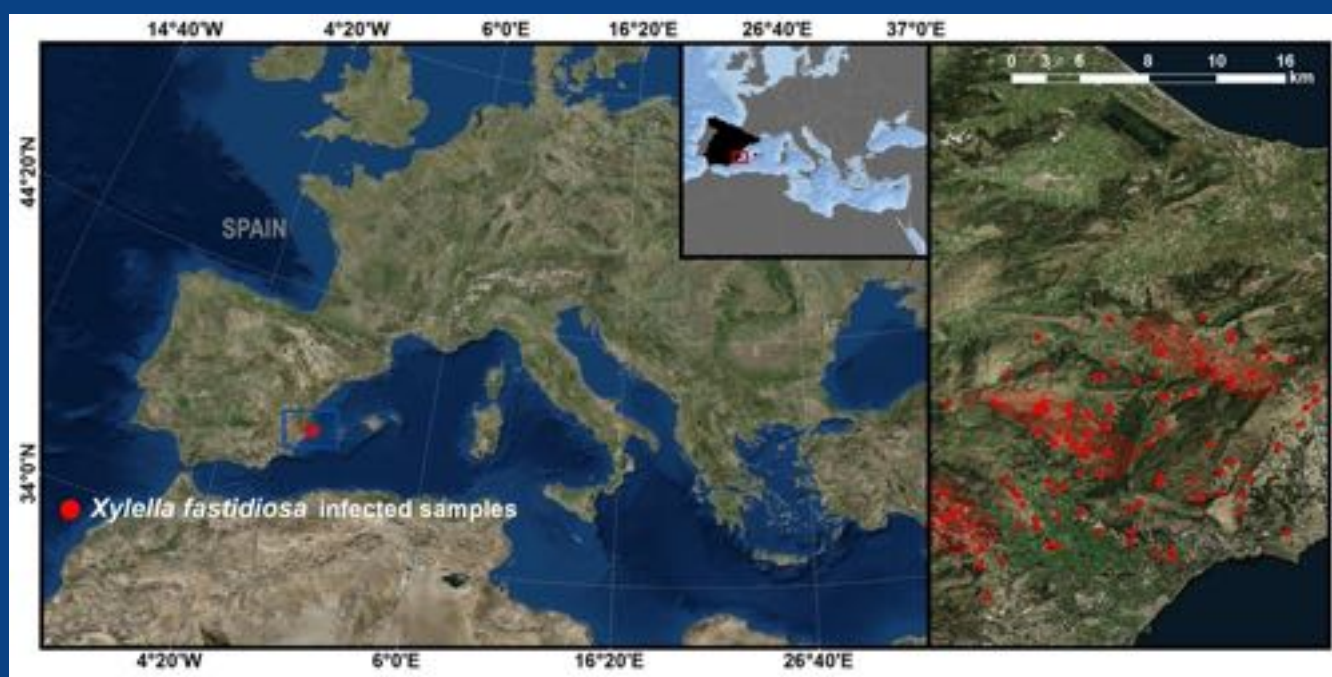 14°40'W 4°20'W 6°0'E 16°20'E 26°40'E 37°0'E
44°20'N
34°0'N
SPAIN
Xylella fastidiosa infected samples
0 3 6 8 10 16
km
4°20'W 6°0'E 16°20'E 26°40'E